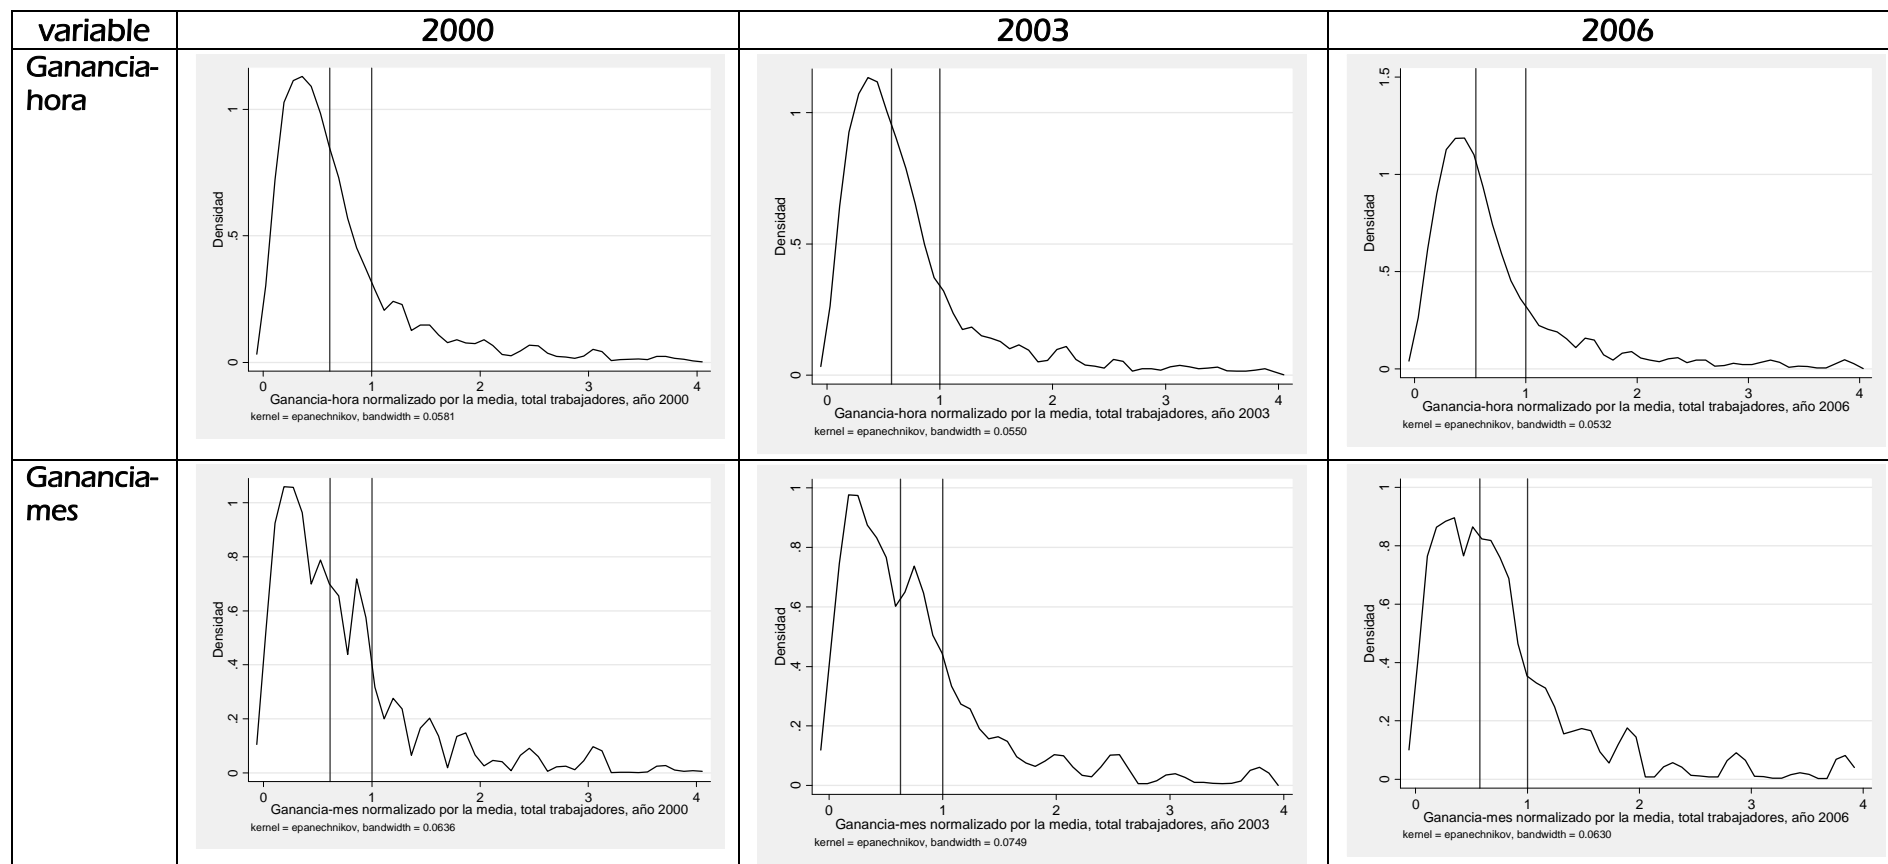 variable 2000 2003 2006
Ganancia-
hora
1
.5
0
Densidad
0 1 2 3 4
Ganancia-hora normalizado por la media, total trabajadores, año 2000
kernel = epanechnikov, bandwidth = 0.0581
1
.5
0
Densidad
0 1 2 3 4
Ganancia-hora normalizado por la media, total trabajadores, año 2003
kernel = epanechnikov, bandwidth = 0.0550
1.5
1
.5
0
Densidad
0 1 2 3 4
Ganancia-hora normalizado por la media, total trabajadores, año 2006
kernel = epanechnikov, bandwidth = 0.0532
Ganancia-
mes
1
.8
.6
.4
.2
0
Densidad
0 1 2 3 4
Ganancia-mes normalizado por la media, total trabajadores, año 2000
kernel = epanechnikov, bandwidth = 0.0636
1
.8
.6
.4
.2
0
Densidad
0 1 2 3 4
Ganancia-mes normalizado por la media, total trabajadores, año 2003
kernel = epanechnikov, bandwidth = 0.0749
1
.8
.6
.4
.2
0
Densidad
0 1 2 3 4
Ganancia-mes normalizado por la media, total trabajadores, año 2006
kernel = epanechnikov, bandwidth = 0.0630